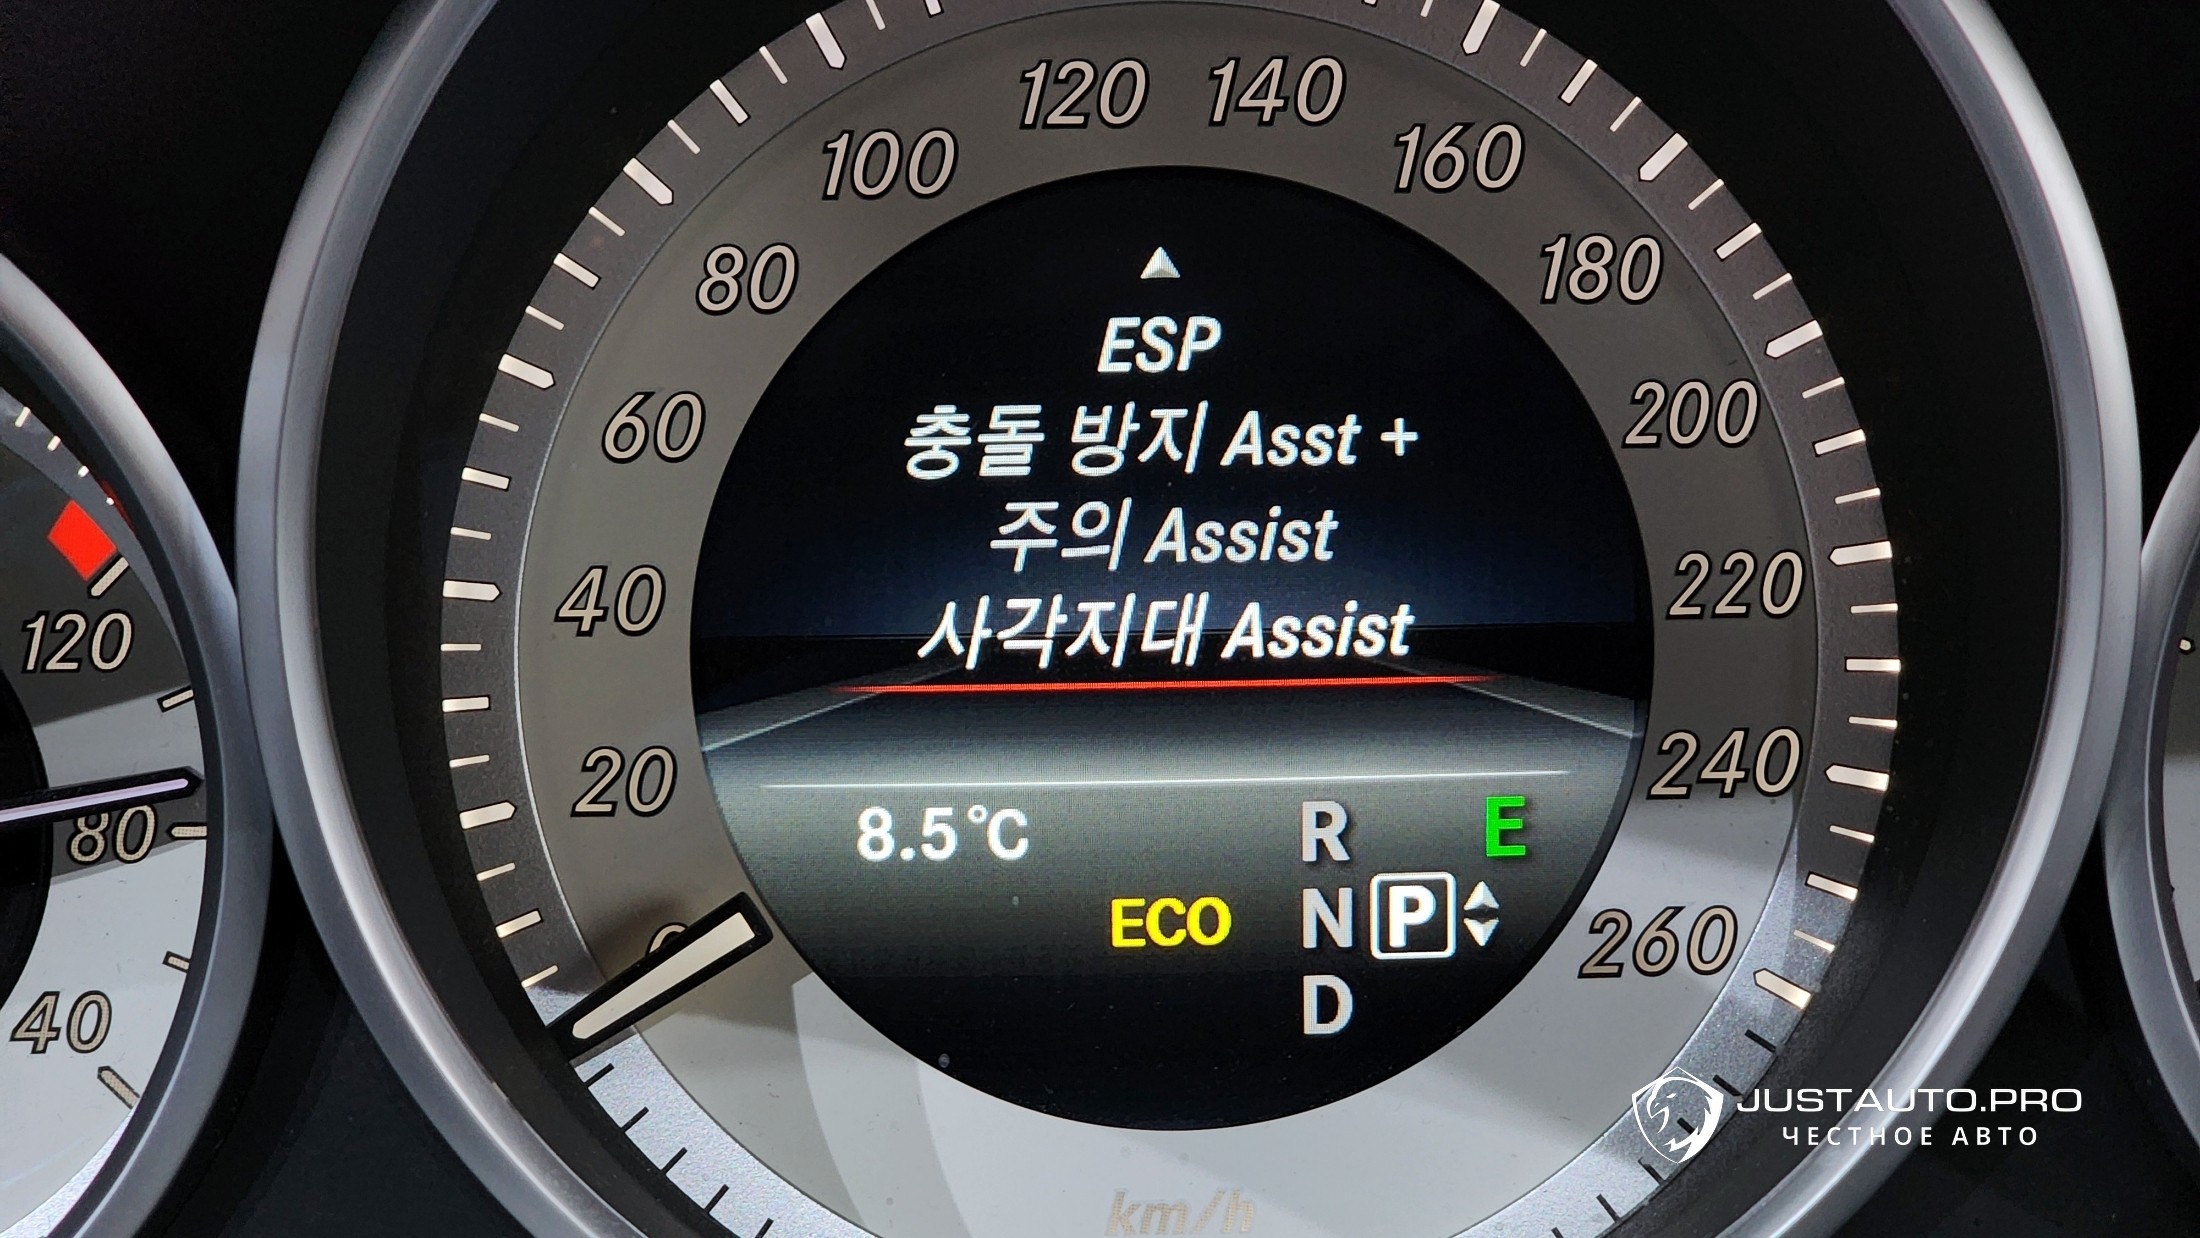 120 140
100 160
80 180
60 200
40 220
20 240
260
ESP
충돌 방지 Asst +
주의 Assist
사각지대 Assist
8.5°C
R E
ECO N P
D
km/h
120
80
40
JUSTAUTO.PRO
ЧЕСТНОЕ АВТО